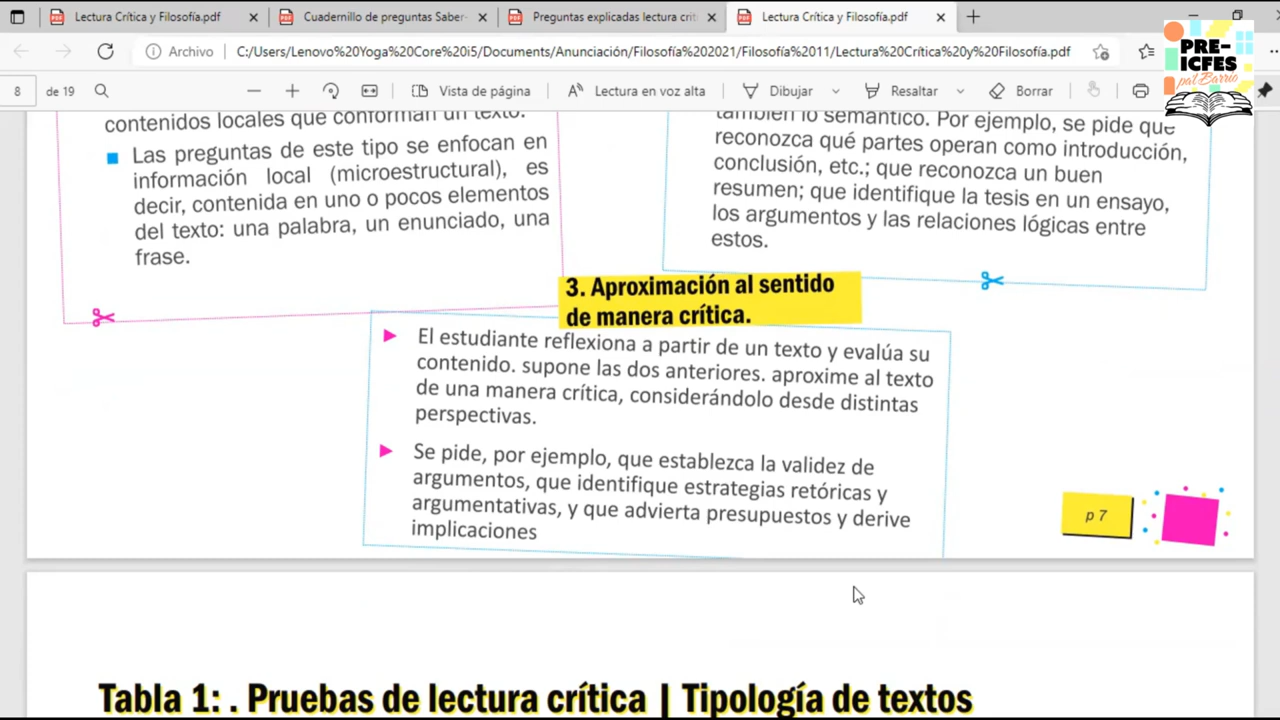 Lectura Crítica y Filosofía.pdf
Cuadernillo de preguntas Saber-
Preguntas explicadas lectura crit
Lectura Crítica y Filosofía.pdf
Archivo
C:/Users/Lenovo%20Yoga%20Core%20i5/Documents/Anunciación/Filosofía%202021/Filosofía%2011/Lectura%20Crítica%20y%20Filosofía.pdf
PRE-
ICFES
pa'l Barrio
8
de 19
Vista de página
Lectura en voz alta
Dibujar
Resaltar
Borrar
contenidos locales que conforman un texto.
Las preguntas de este tipo se enfocan en
información local (microestructural), es
decir, contenida en uno o pocos elementos
del texto: una palabra, un enunciado, una
frase.
también lo semántico. Por ejemplo, se pide que
reconozca qué partes operan como introducción,
conclusión, etc.; que reconozca un buen
resumen; que identifique la tesis en un ensayo,
los argumentos y las relaciones lógicas entre
estos.
3. Aproximación al sentido
de manera crítica.
El estudiante reflexiona a partir de un texto y evalúa su
contenido. supone las dos anteriores. aproxime al texto
de una manera crítica, considerándolo desde distintas
perspectivas.
Se pide, por ejemplo, que establezca la validez de
argumentos, que identifique estrategias retóricas y
argumentativas, y que advierta presupuestos y derive
implicaciones
p 7
Tabla 1: . Pruebas de lectura crítica | Tipología de textos